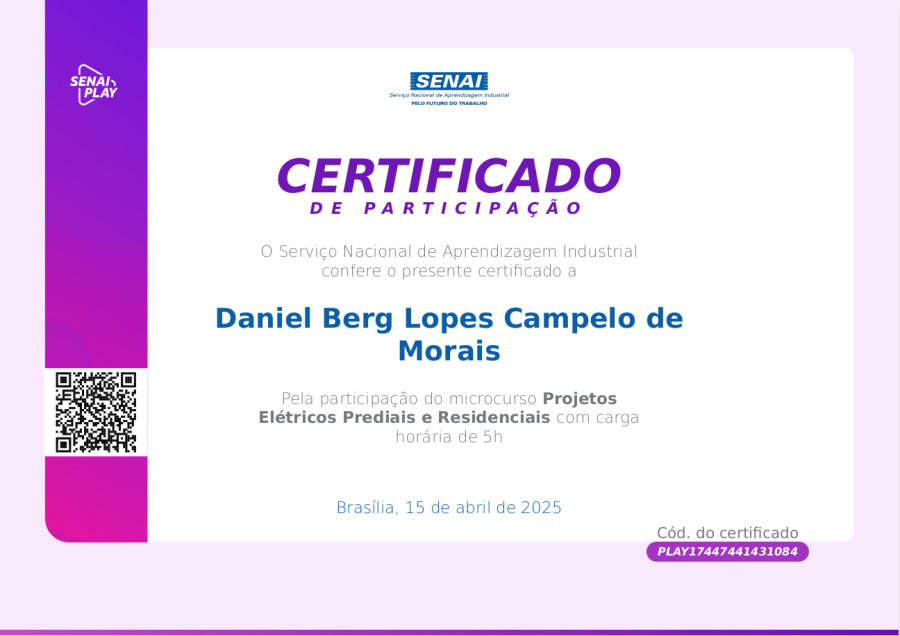 SENAI
PLAY
SENAI
Serviço Nacional de Aprendizagem Industrial
PELO FUTURO DO TRABALHO
CERTIFICADO
DE PARTICIPAÇÃO
O Serviço Nacional de Aprendizagem Industrial
confere o presente certificado a
Daniel Berg Lopes Campelo de
Morais
Pela participação do microcurso Projetos
Elétricos Prediais e Residenciais com carga
horária de 5h
Brasília, 15 de abril de 2025
Cód. do certificado
PLAY17447441431084